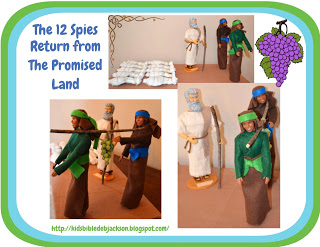 The 12 Spies
Return from
The Promised
Land
http://kidsbibledebjackson.blogspot.com/